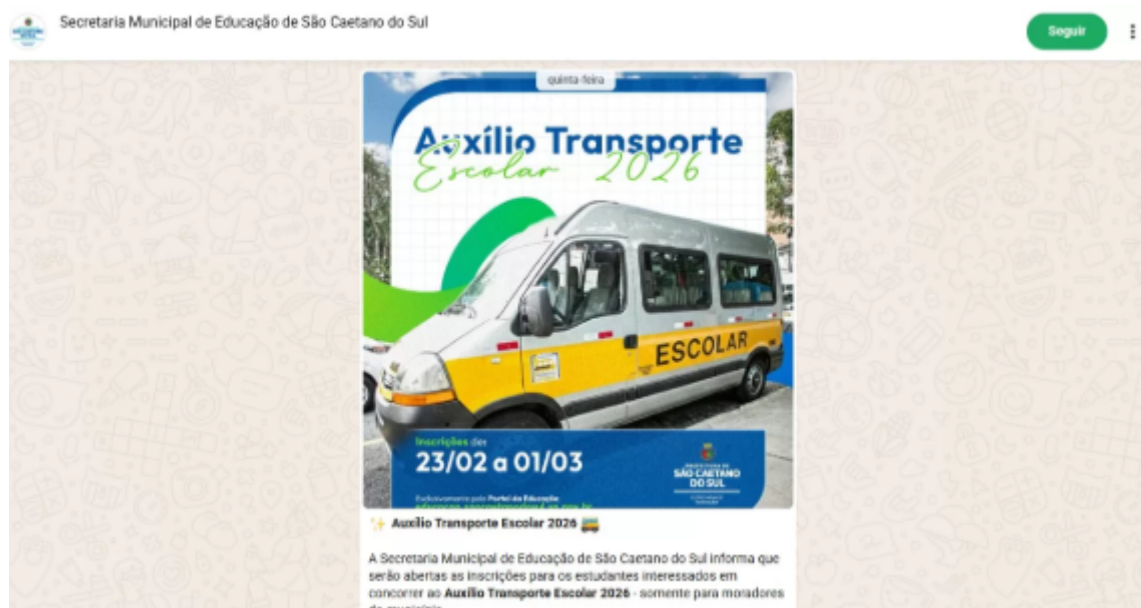 Secretaria Municipal de Educação de São Caetano do Sul
Seguir
quinta-feira
Auxílio Transporte
Escolar 2026
ESCOLAR
Inscrições de:
23/02 a 01/03
Exclusivamente pelo Portal da Educação
PREFEITURA DE
SÃO CAETANO
DO SUL
✨ Auxílio Transporte Escolar 2026 🚌
A Secretaria Municipal de Educação de São Caetano do Sul informa que
serão abertas as inscrições para os estudantes interessados em
concorrer ao Auxílio Transporte Escolar 2026 - somente para moradores